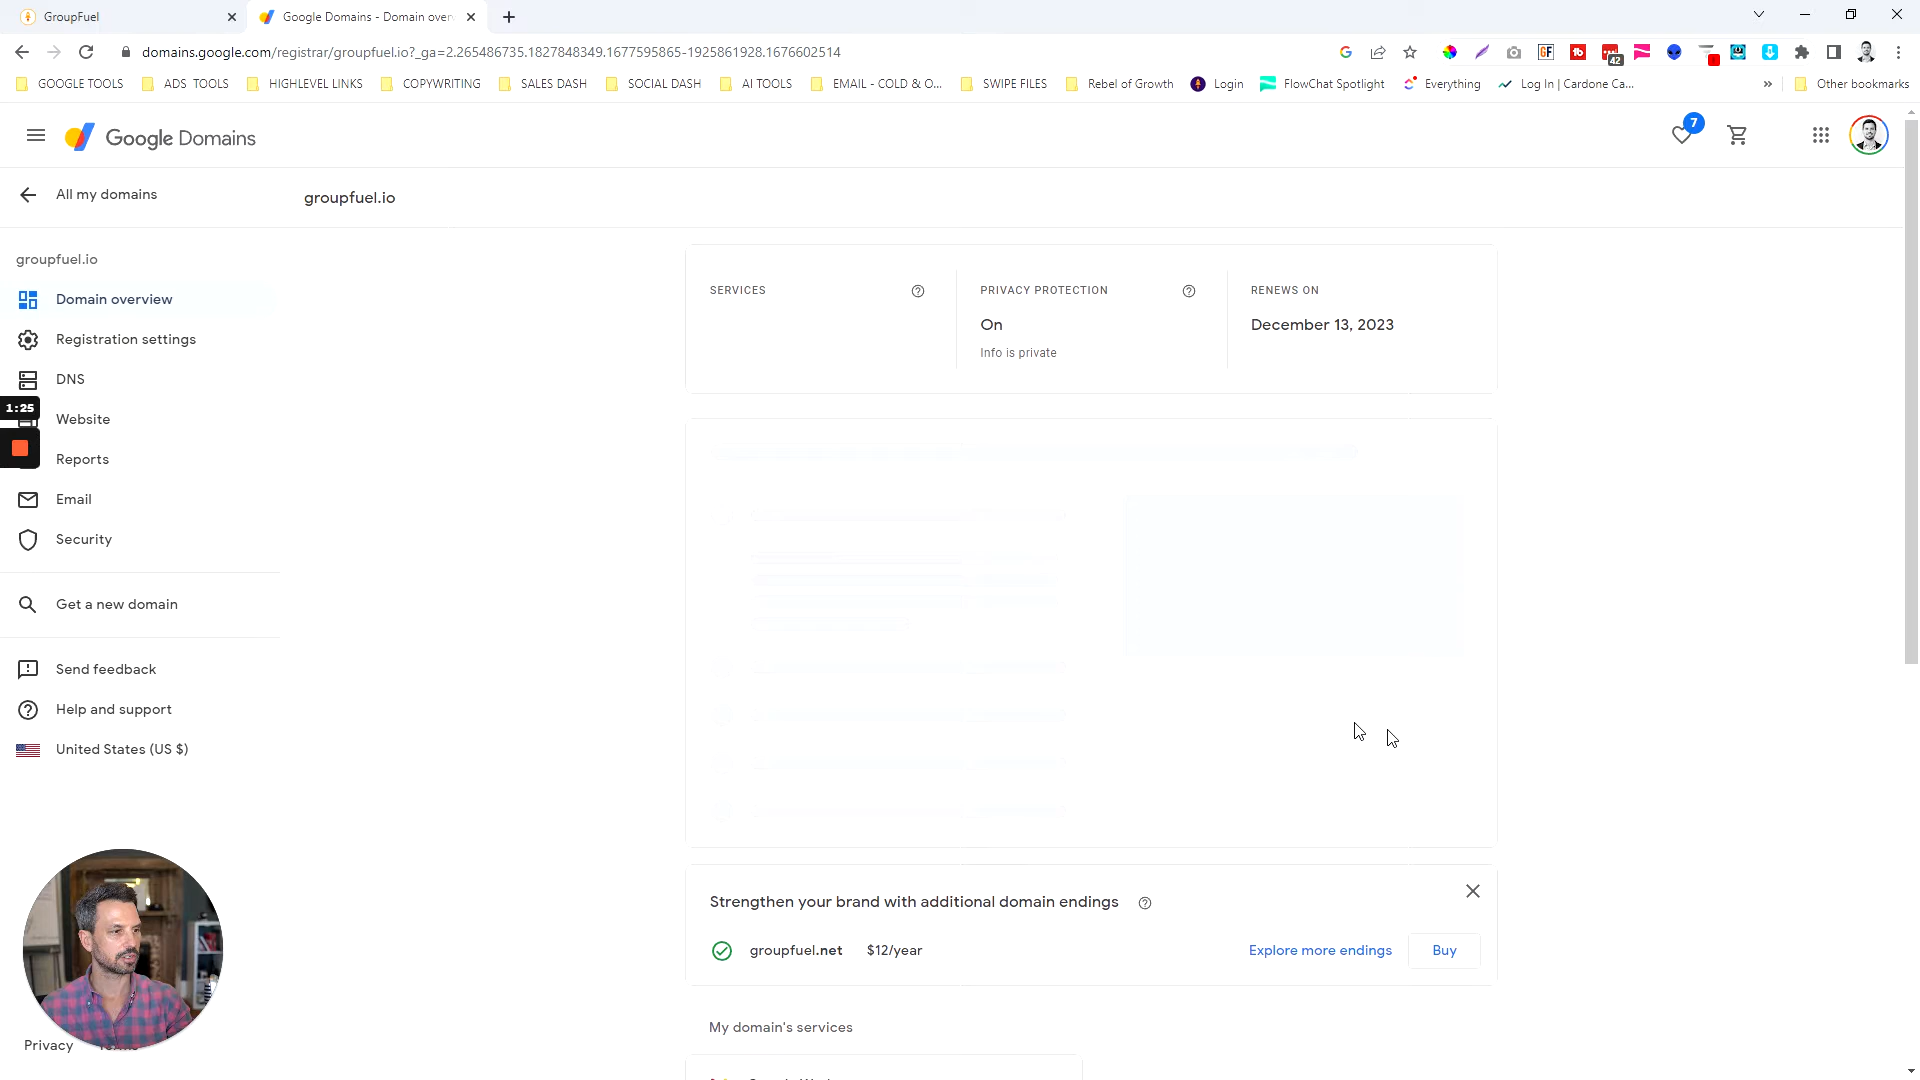 GroupFuel
Google Domains - Domain over
domains.google.com/registrar/groupfuel.io?_ga=2.265486735.1827848349.1677595865-1925861928.1676602514
42
GOOGLE TOOLS
ADS TOOLS
HIGHLEVEL LINKS
COPYWRITING
SALES DASH
SOCIAL DASH
AI TOOLS
EMAIL - COLD & O...
SWIPE FILES
Rebel of Growth
Login
FlowChat Spotlight
Everything
Log In | Cardone Ca...
Other bookmarks
Google Domains
7
All my domains
groupfuel.io
groupfuel.io
Domain overview
Registration settings
DNS
1:25
Website
Reports
Email
Security
Get a new domain
Send feedback
Help and support
United States (US $)
Privacy
SERVICES
PRIVACY PROTECTION
On
Info is private
RENEWS ON
December 13, 2023
Strengthen your brand with additional domain endings
groupfuel.net $12/year
Explore more endings
Buy
My domain's services